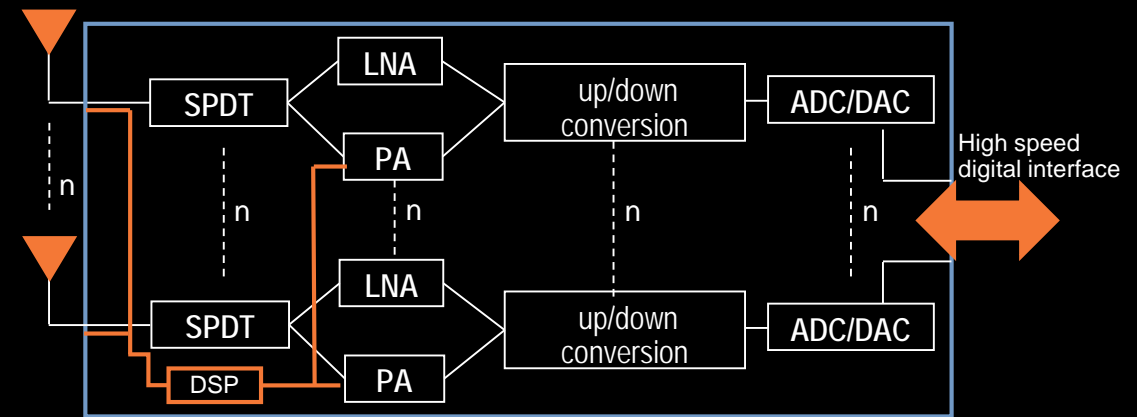 LNA
SPDT
up/down
conversion
ADC/DAC
PA
High speed
digital interface
n
n
n
n
n
LNA
SPDT
up/down
conversion
ADC/DAC
PA
DSP